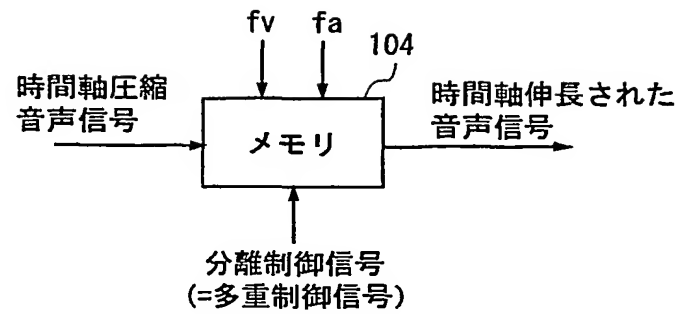 fv
fa
104
時間軸圧縮
音声信号
メモリ
時間軸伸長された
音声信号
分離制御信号
(=多重制御信号)